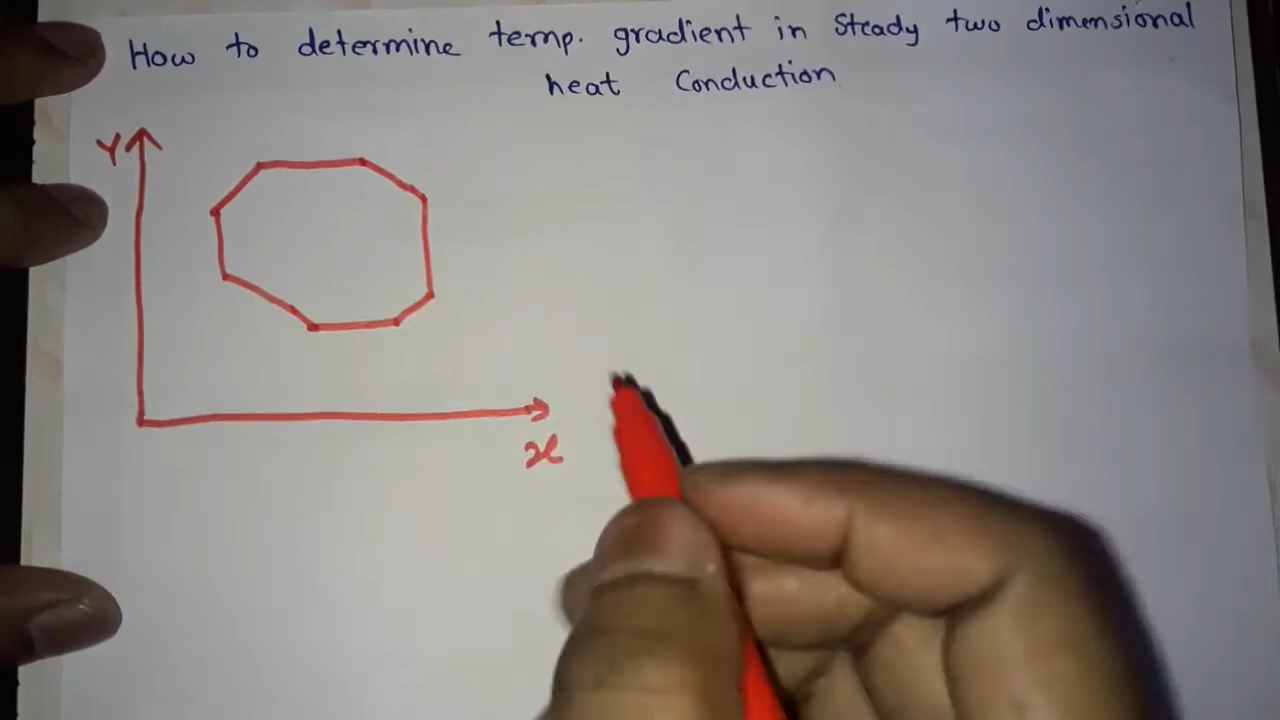 How to determine temp. gradient in Steady two dimensional
heat Conduction
Y
x